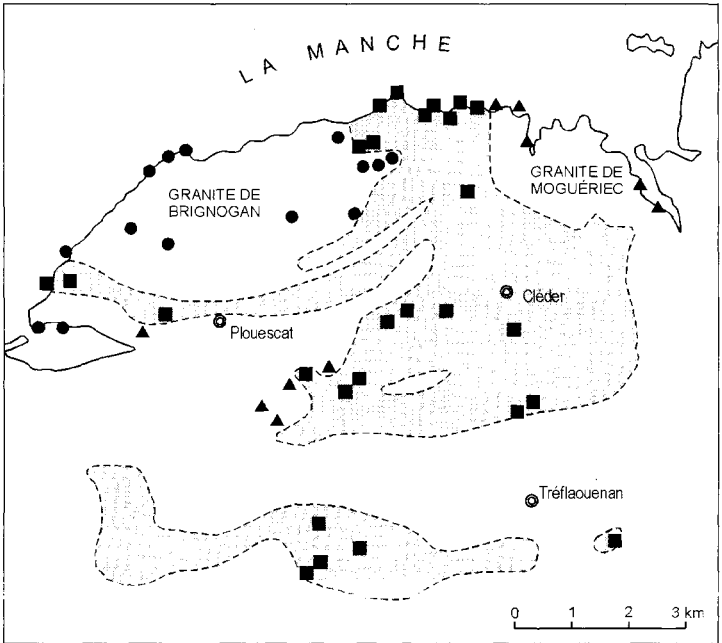 LA MANCHE
GRANITE DE
MOGUÉRIEC
GRANITE DE
BRIGNOGAN
Cléder
Plouescat
Tréflaouenan
0 1 2 3 km